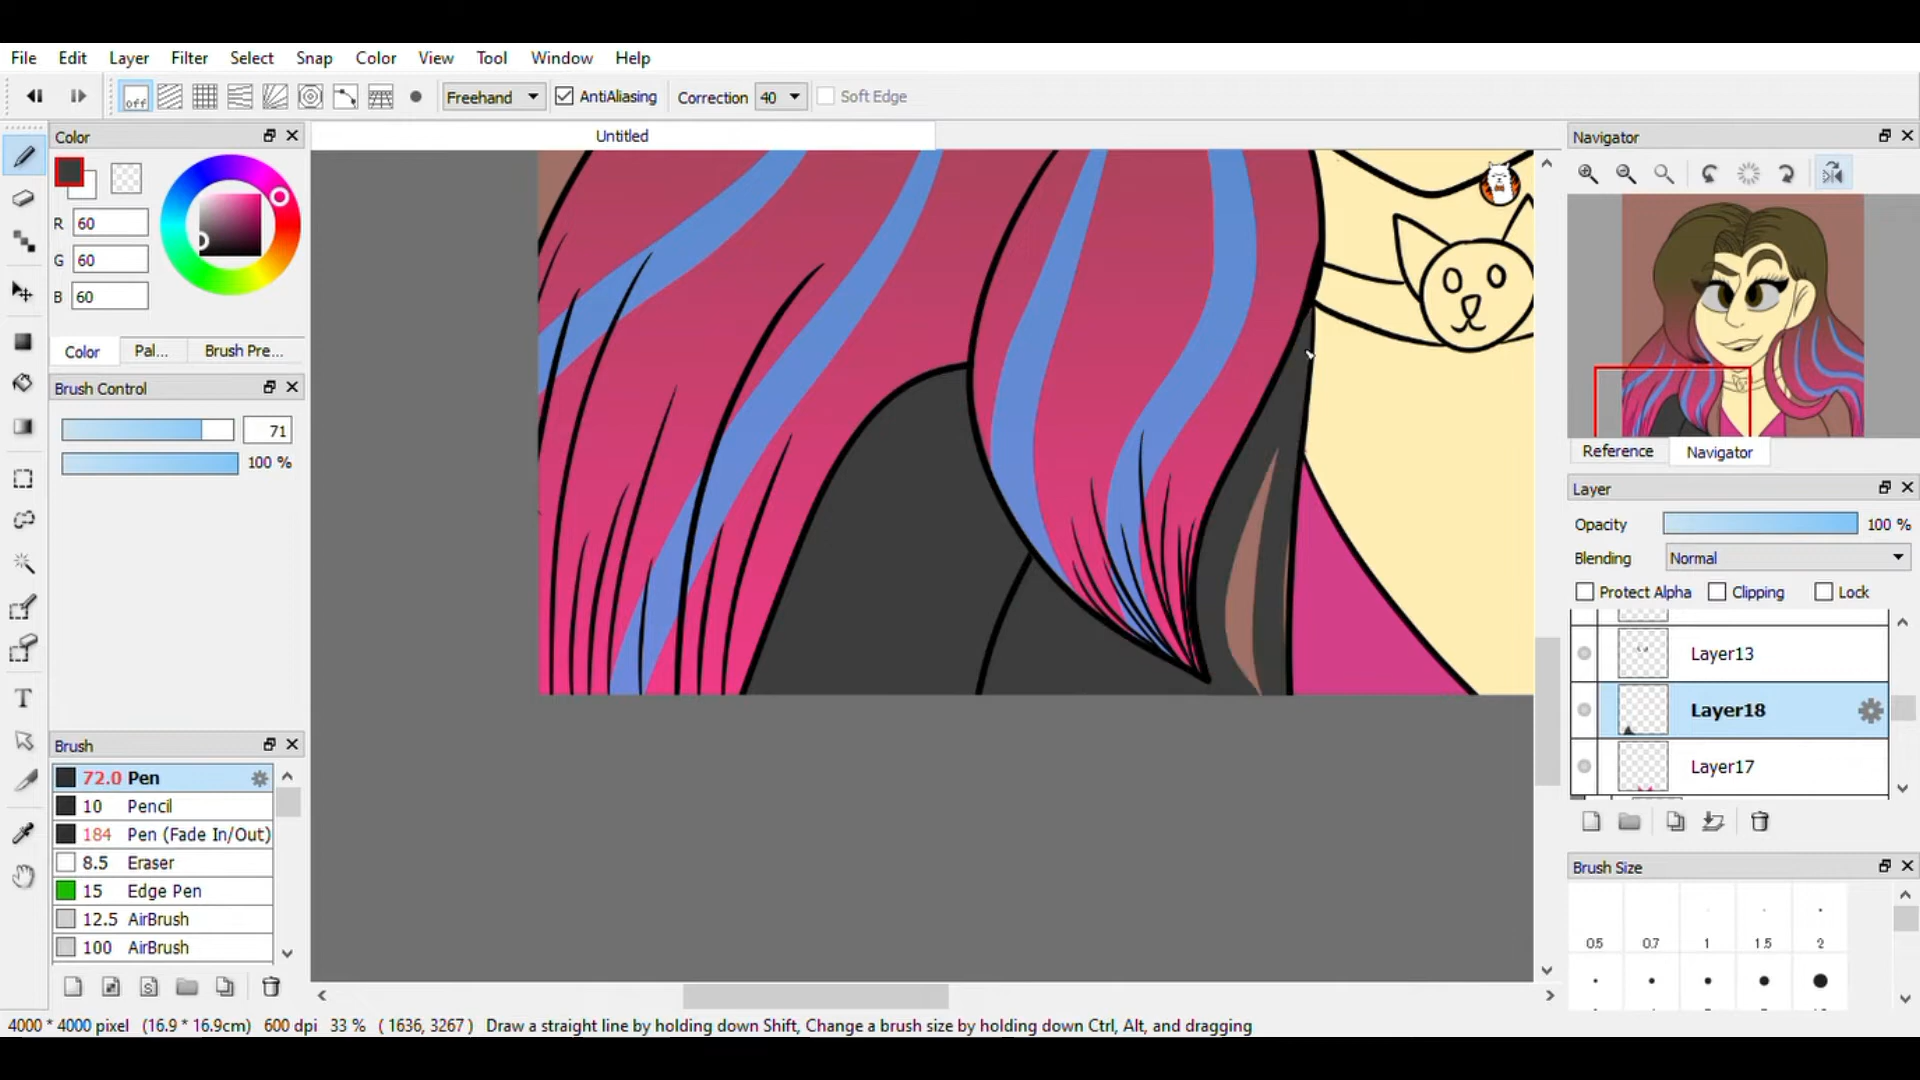 File Edit Layer Filter Select Snap Color View Tool Window Help
off Freehand AntiAliasing Correction 40 Soft Edge
Color
Untitled
Navigator
R 60
G 60
B 60
Color Pal... Brush Pre...
Brush Control
71
100 %
Reference Navigator
Layer
Opacity 100 %
Blending Normal
Protect Alpha Clipping Lock
Layer13
Layer18
Layer17
Brush
72.0 Pen
10 Pencil
184 Pen (Fade In/Out)
8.5 Eraser
15 Edge Pen
12.5 AirBrush
100 AirBrush
S
Brush Size
0.5 0.7 1 1.5 2
4000 * 4000 pixel (16.9 * 16.9cm) 600 dpi 33 % ( 1636, 3267) Draw a straight line by holding down Shift, Change a brush size by holding down Ctrl, Alt, and dragging